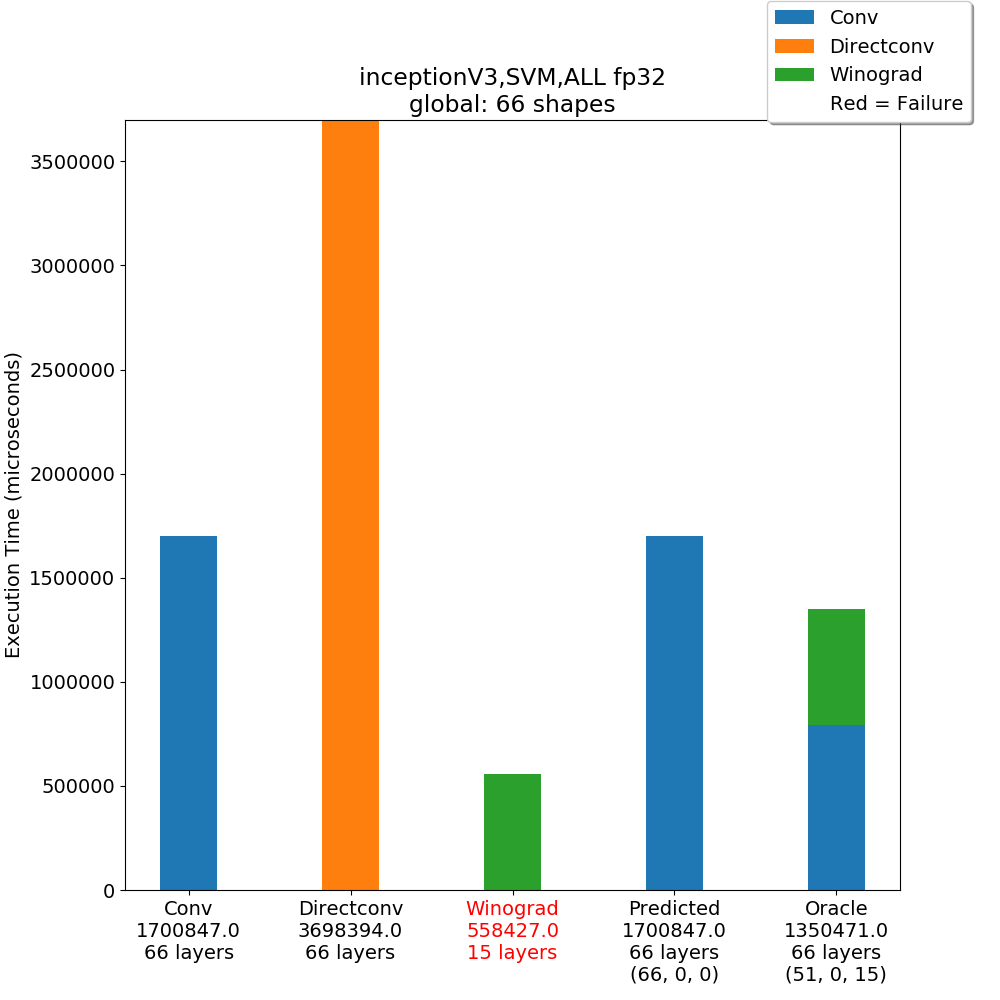 Conv
Directconv
Winograd
Red = Failure
inceptionV3,SVM,ALL fp32
global: 66 shapes
Execution Time (microseconds)
3500000
3000000
2500000
2000000
1500000
1000000
500000
0
Conv
1700847.0
66 layers
Directconv
3698394.0
66 layers
Winograd
558427.0
15 layers
Predicted
1700847.0
66 layers
(66, 0, 0)
Oracle
1350471.0
66 layers
(51, 0, 15)